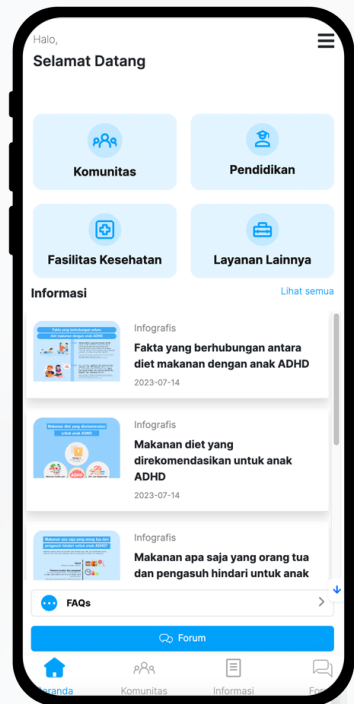 Halo,
Selamat Datang
Komunitas
Pendidikan
Fasilitas Kesehatan
Layanan Lainnya
Informasi
Lihat semua
Infografis
Fakta yang berhubungan antara
diet makanan dengan anak ADHD
2023-07-14
Infografis
Makanan diet yang
direkomendasikan untuk anak
ADHD
2023-07-14
Infografis
Makanan apa saja yang orang tua
dan pengasuh hindari untuk anak
FAQs
Forum
Beranda
Komunitas
Informasi